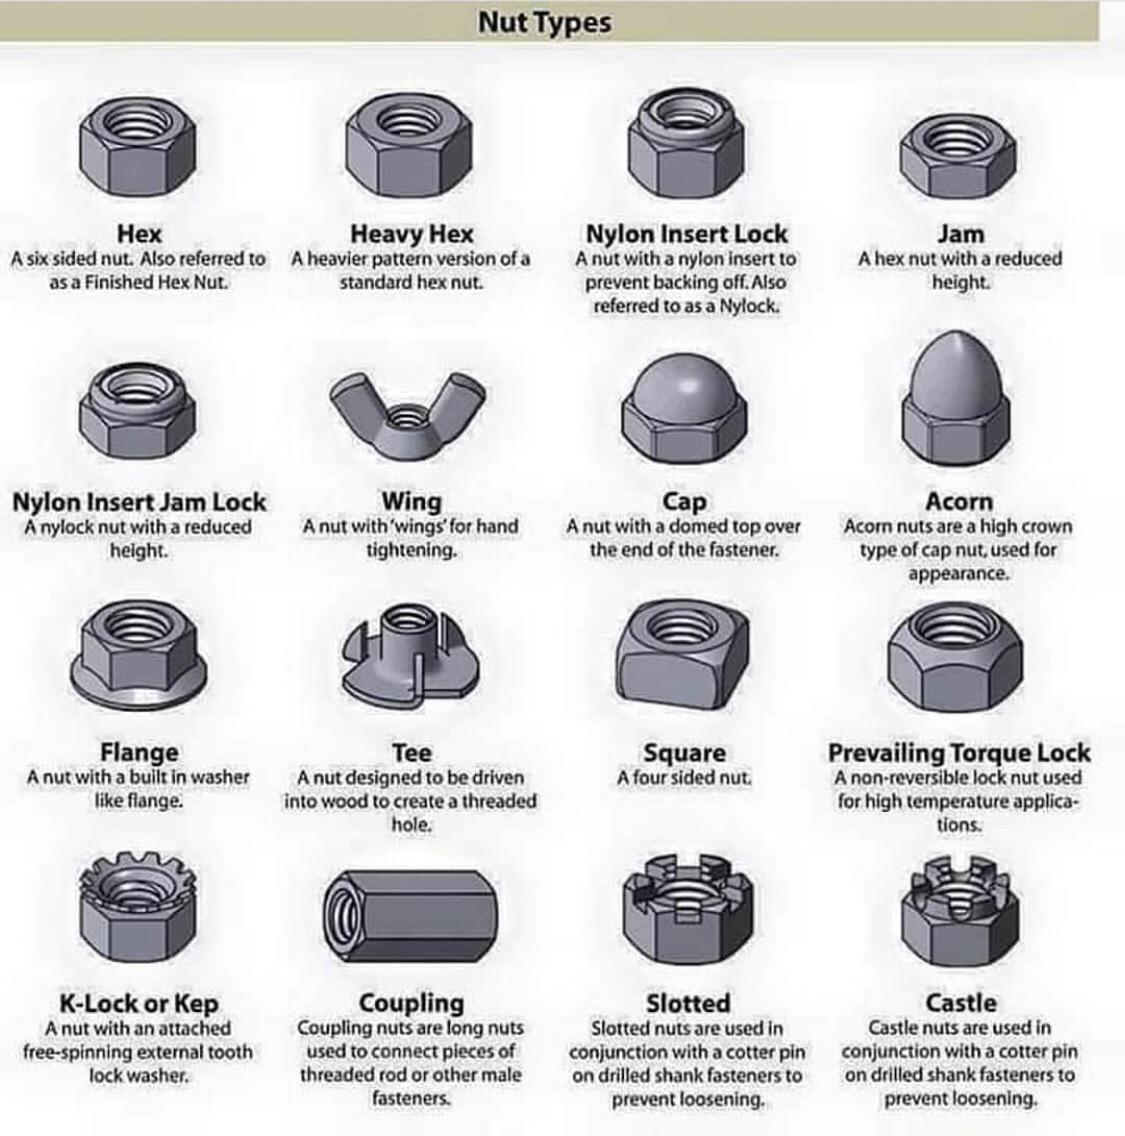 Nut Types
Hex
A six sided nut. Also referred to
as a Finished Hex Nut.
Heavy Hex
A heavier pattern version of a
standard hex nut.
Nylon Insert Lock
A nut with a nylon insert to
prevent backing off. Also
referred to as a Nylock.
Jam
A hex nut with a reduced
height.
Nylon Insert Jam Lock
A nylock nut with a reduced
height.
Wing
A nut with 'wings' for hand
tightening.
Cap
A nut with a domed top over
the end of the fastener.
Acorn
Acorn nuts are a high crown
type of cap nut, used for
appearance.
Flange
A nut with a built in washer
like flange.
Tee
A nut designed to be driven
into wood to create a threaded
hole.
Square
A four sided nut.
Prevailing Torque Lock
A non-reversible lock nut used
for high temperature applica-
tions.
K-Lock or Kep
A nut with an attached
free-spinning external tooth
lock washer.
Coupling
Coupling nuts are long nuts
used to connect pieces of
threaded rod or other male
fasteners.
Slotted
Slotted nuts are used in
conjunction with a cotter pin
on drilled shank fasteners to
prevent loosening.
Castle
Castle nuts are used in
conjunction with a cotter pin
on drilled shank fasteners to
prevent loosening.